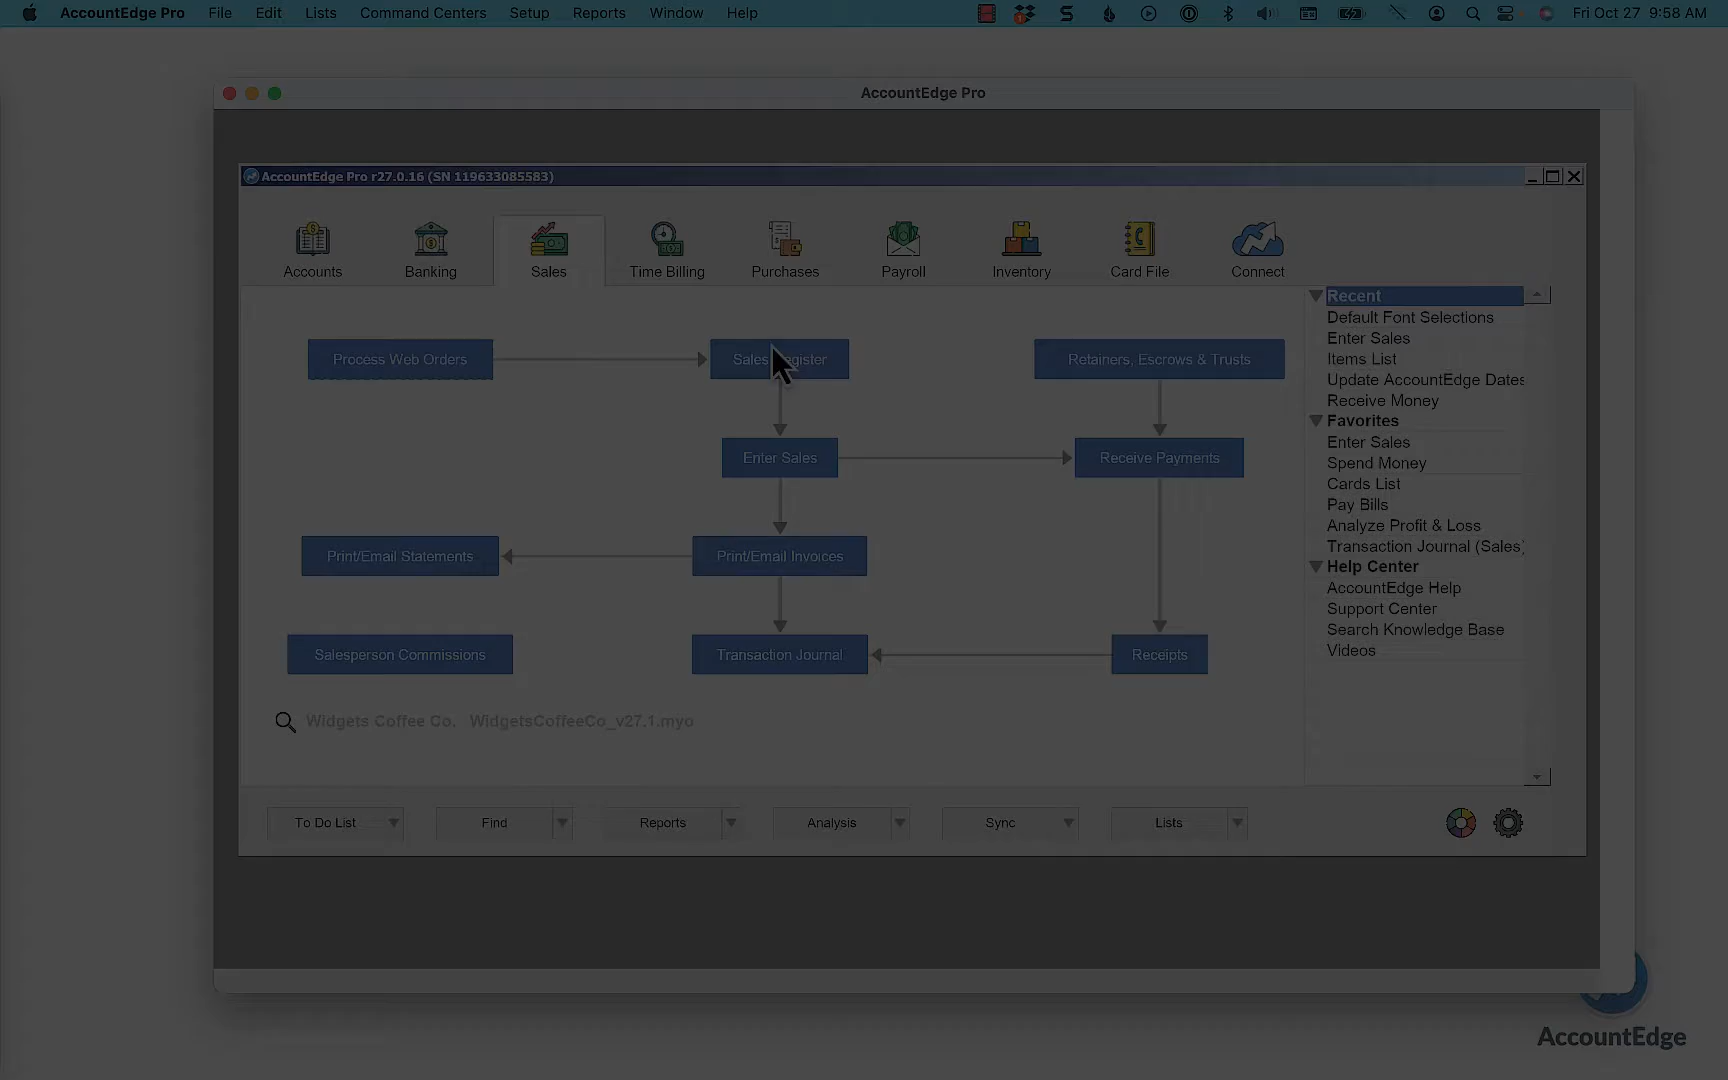 AccountEdge Pro File Edit Lists Command Centers Setup Reports Window Help Fri Oct 27 9:58 AM
AccountEdge Pro
AccountEdge Pro r27.0.16 (SN 119633085583)
Accounts Banking Sales Time Billing Purchases Payroll Inventory Card File Connect
Process Web Orders Sales Register Retainers, Escrows & Trusts
Enter Sales Receive Payments
Print/Email Statements Print/Email Invoices
Salesperson Commissions Transaction Journal Receipts
Widgets Coffee Co. WidgetsCoffeeCo_v27.1.myo
Recent
Default Font Selections
Enter Sales
Items List
Update AccountEdge Dates
Receive Money
Favorites
Enter Sales
Spend Money
Cards List
Pay Bills
Analyze Profit & Loss
Transaction Journal (Sales)
Help Center
AccountEdge Help
Support Center
Search Knowledge Base
Videos
To Do List Find Reports Analysis Sync Lists
AccountEdge